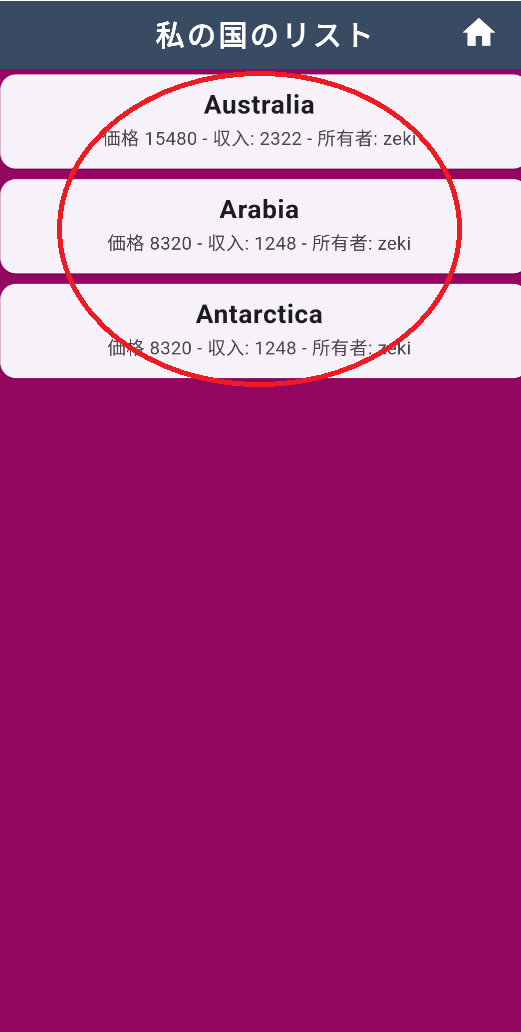 私の国のリスト
Australia
価格 15480 - 収入: 2322 - 所有者: zeki
Arabia
価格 8320 - 収入: 1248 - 所有者: zeki
Antarctica
価格 8320 - 収入: 1248 - 所有者: zeki